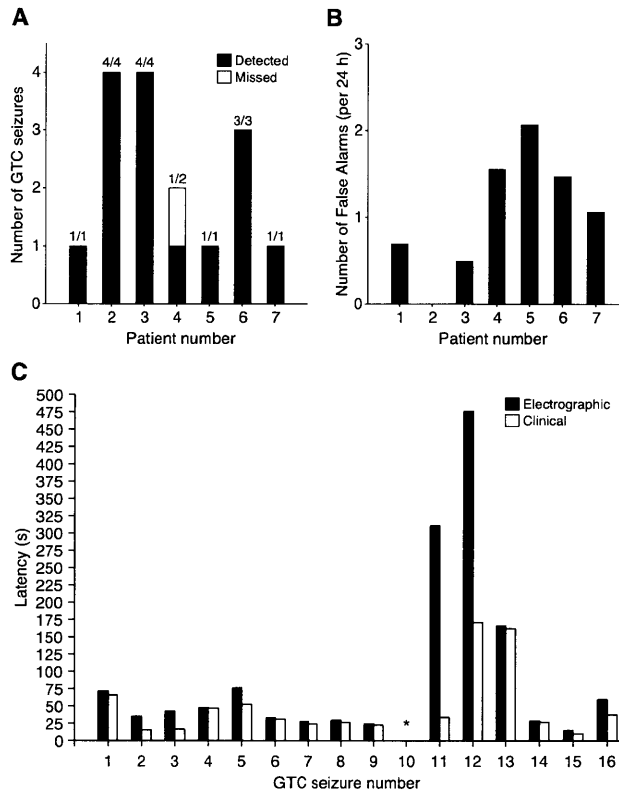 A
Number of GTC seizures
4
3
2
1
0
1/1
4/4
4/4
1/2
1/1
3/3
1/1
Detected
Missed
1 2 3 4 5 6 7
Patient number
B
Number of False Alarms (per 24 h)
3
2
1
0
1 2 3 4 5 6 7
Patient number
C
Latency (s)
500
475
450
425
400
375
350
325
300
275
250
225
200
175
150
125
100
75
50
25
0
Electrographic
Clinical
*
1 2 3 4 5 6 7 8 9 10 11 12 13 14 15 16
GTC seizure number